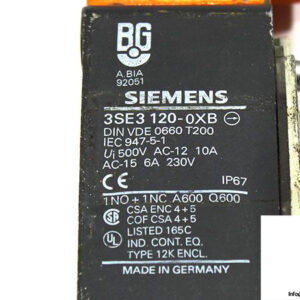 BG
A.BIA
92051
SIEMENS
3SE3 120-0XB
DIN VDE 0660 T200
IEC 947-5-1
Ui 500V AC-12 10A
AC-15 6A 230V
CE IP67
1NO+1NC A600 Q600
CSA ENC 4+5
COF CSA 4+5
UL LISTED 165C
IND. CONT. EQ.
TYPE 12K ENCL.
MADE IN GERMANY